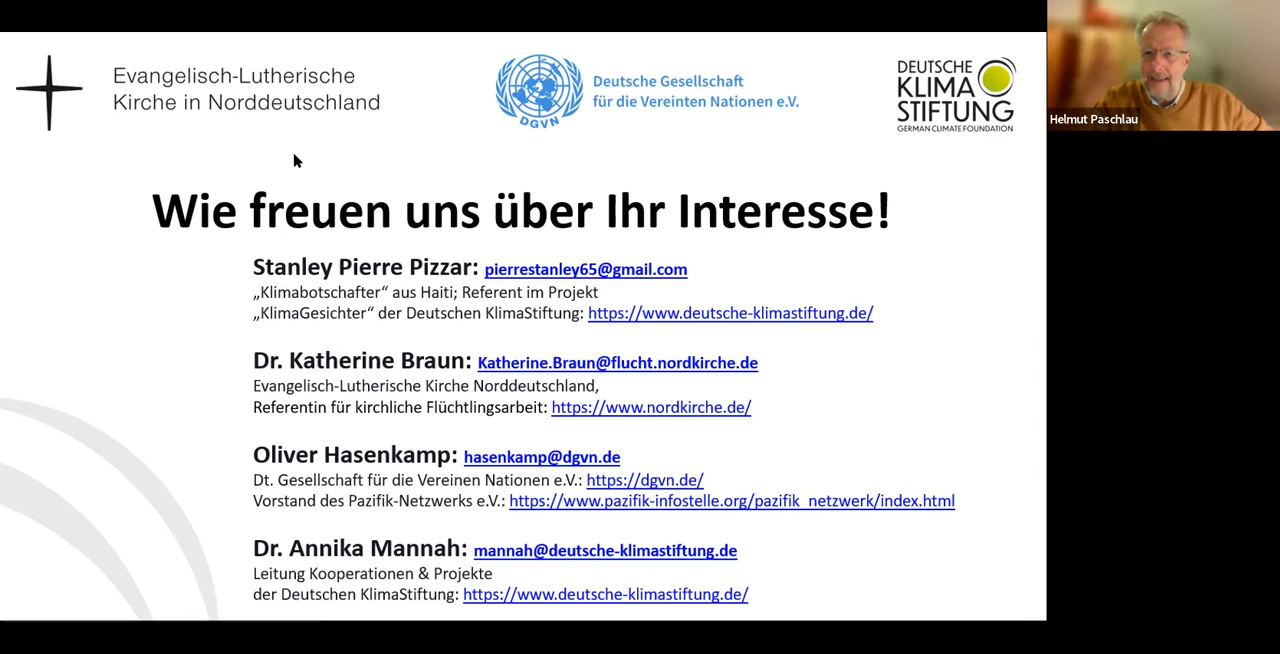 Evangelisch-Lutherische
Kirche in Norddeutschland
DGVN
Deutsche Gesellschaft
für die Vereinten Nationen e.V.
DEUTSCHE
KLIMA
STIFTUNG
GERMAN CLIMATE FOUNDATION
Helmut Paschlau
Wie freuen uns über Ihr Interesse!
Stanley Pierre Pizzar: pierrestanley65@gmail.com
„Klimabotschafter“ aus Haiti; Referent im Projekt
„KlimaGesichter“ der Deutschen KlimaStiftung: https://www.deutsche-klimastiftung.de/
Dr. Katherine Braun: Katherine.Braun@flucht.nordkirche.de
Evangelisch-Lutherische Kirche Norddeutschland,
Referentin für kirchliche Flüchtlingsarbeit: https://www.nordkirche.de/
Oliver Hasenkamp: hasenkamp@dgvn.de
Dt. Gesellschaft für die Vereinen Nationen e.V.: https://dgvn.de/
Vorstand des Pazifik-Netzwerks e.V.: https://www.pazifik-infostelle.org/pazifik_netzwerk/index.html
Dr. Annika Mannah: mannah@deutsche-klimastiftung.de
Leitung Kooperationen & Projekte
der Deutschen KlimaStiftung: https://www.deutsche-klimastiftung.de/